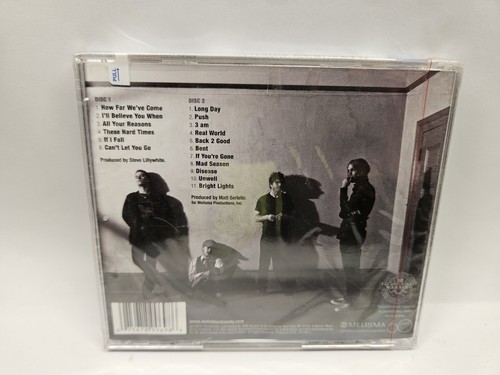 PULL
DISC 1
1. How Far We've Come
2. I'll Believe You When
3. All Your Reasons
4. These Hard Times
5. If I Fall
6. Can't Let You Go
Produced by Steve Lillywhite.
DISC 2
1. Long Day
2. Push
3. 3 am
4. Real World
5. Back 2 Good
6. Bent
7. If You're Gone
8. Mad Season
9. Disease
10. Unwell
11. Bright Lights
Produced by Matt Serletic
for Melisma Productions, Inc.
MELISMA